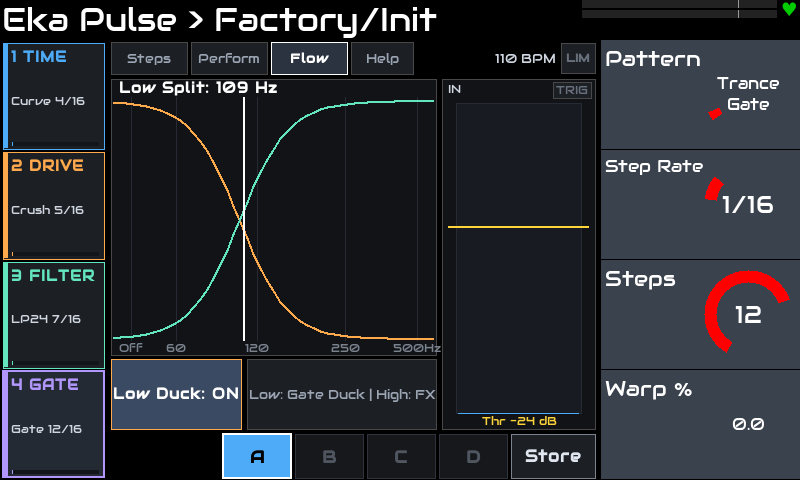 Eka Pulse > Factory/Init
1 TIME
Curve 4/16
2 DRIVE
Crush 5/16
3 FILTER
LP24 7/16
4 GATE
Gate 12/16
Steps
Perform
Flow
Help
110 BPM
LIM
Low Split: 109 Hz
Off 60 120 250 500Hz
Low Duck: ON
Low: Gate Duck | High: FX
IN
TRIG
Thr -24 dB
A
B
C
D
Store
Pattern
Trance
Gate
Step Rate
1/16
Steps
12
Warp %
0.0